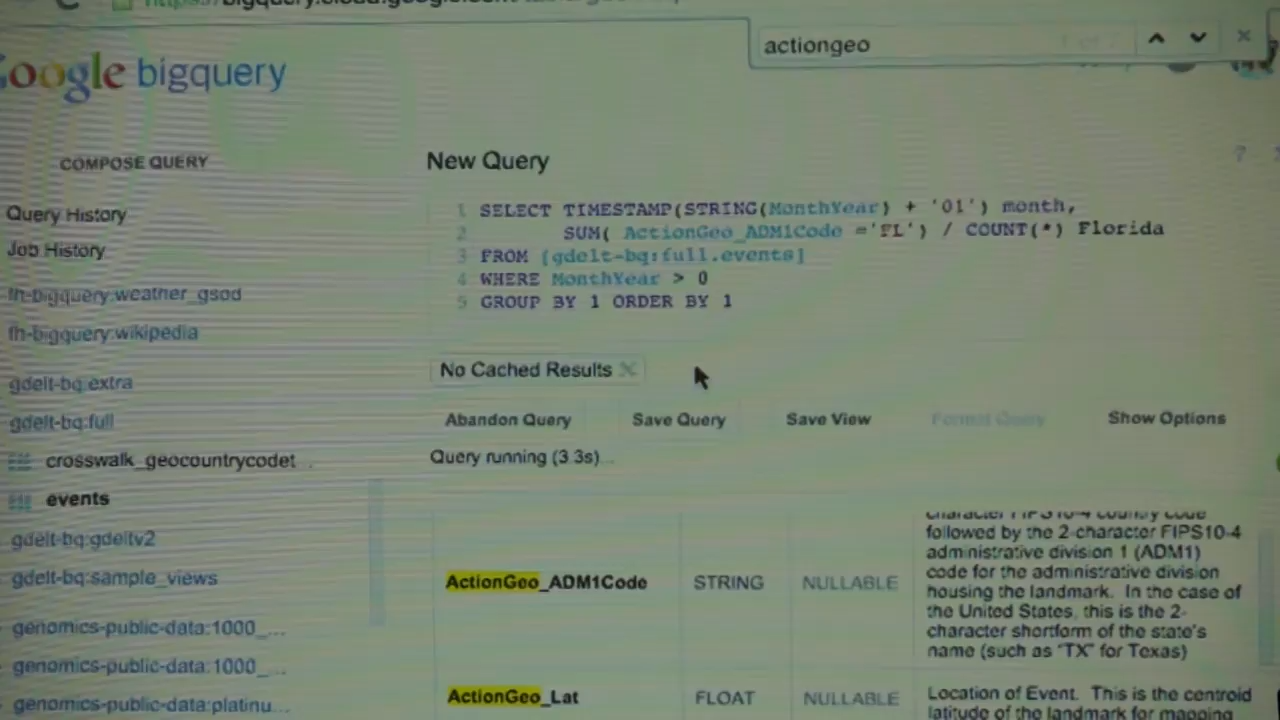 actiongeo
Google bigquery
COMPOSE QUERY
Query History
Job History
fh-bigquery:weather_gsod
fh-bigquery:wikipedia
gdelt-bq:extra
gdelt-bq:full
crosswalk_geocountrycodet
events
gdelt-bq:gdeltv2
gdelt-bq:sample_views
genomics-public-data:1000_...
genomics-public-data:1000_...
genomics-public-data:platinu...
New Query
1 SELECT TIMESTAMP(STRING(MonthYear) + '01') month,
2 SUM( ActionGeo_ADM1Code ='FL') / COUNT(*) Florida
3 FROM [gdelt-bq:full.events]
4 WHERE MonthYear > 0
5 GROUP BY 1 ORDER BY 1
No Cached Results
Abandon Query Save Query Save View Format Query Show Options
Query running (3.3s)...
ActionGeo_ADM1Code STRING NULLABLE
character FIPS10-4 country code
followed by the 2-character FIPS10-4
administrative division 1 (ADM1)
code for the administrative division
housing the landmark. In the case of
the United States, this is the 2-
character shortform of the state's
name (such as "TX" for Texas)
ActionGeo_Lat FLOAT NULLABLE
Location of Event. This is the centroid
latitude of the landmark for mapping